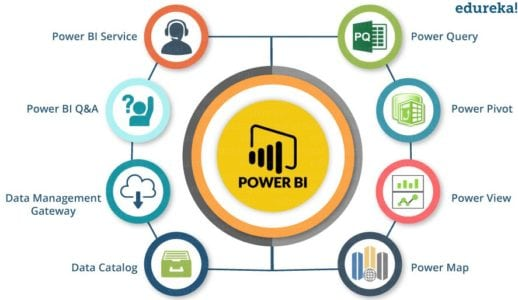 edureka!
Power BI Service
Power Query
PQ
Power BI Q&A
Power Pivot
POWER BI
Data Management
Gateway
Power View
Data Catalog
Power Map